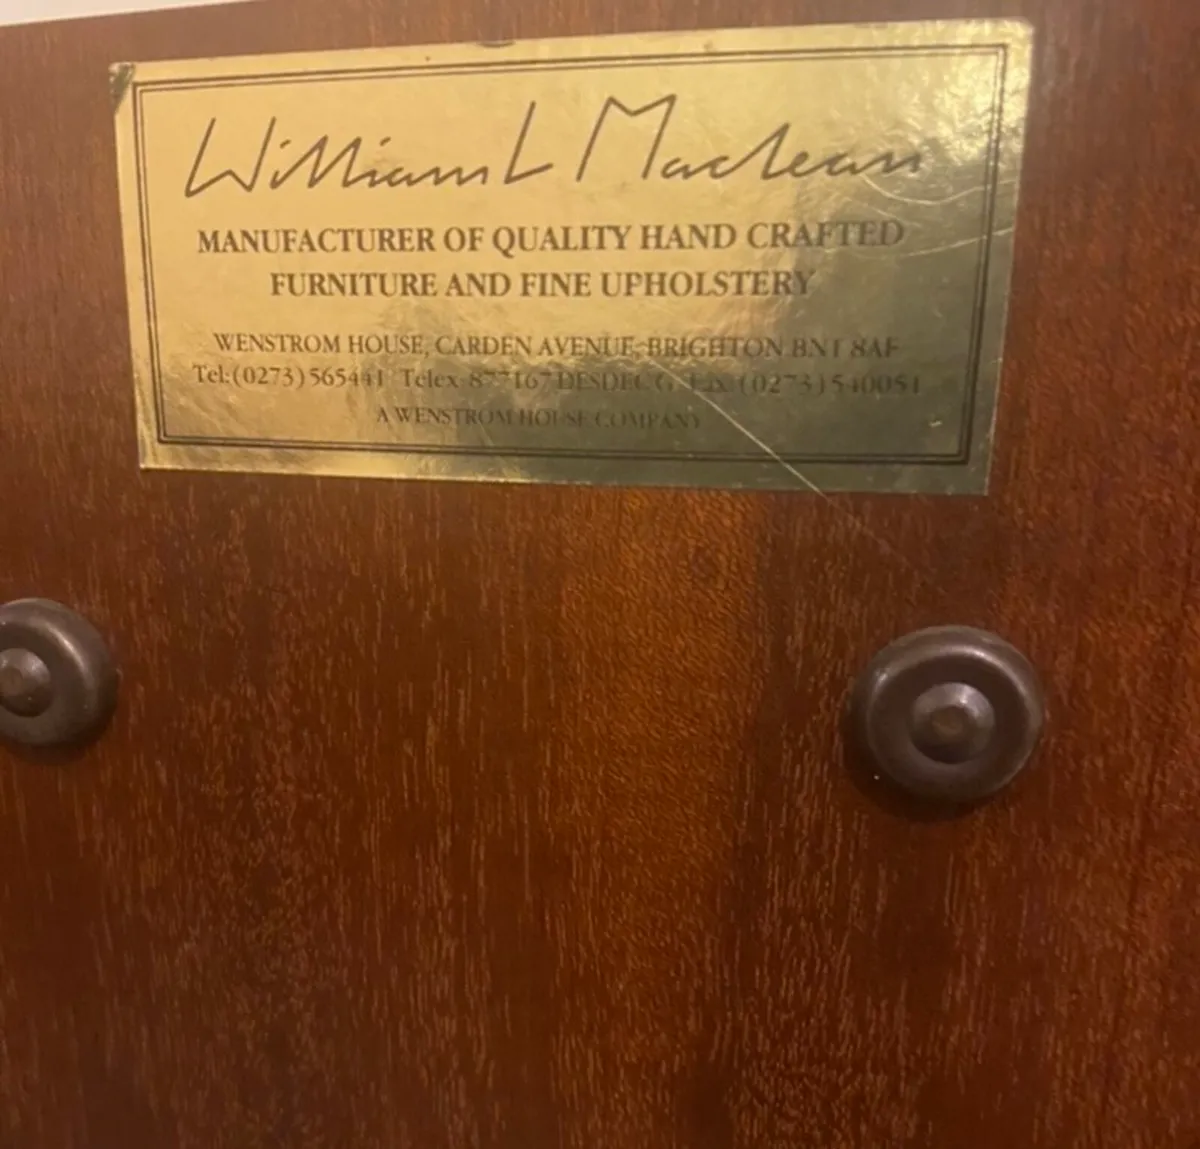 William L Maclean
MANUFACTURER OF QUALITY HAND CRAFTED
FURNITURE AND FINE UPHOLSTERY
WENSTROM HOUSE, CARDEN AVENUE, BRIGHTON BN1 8AF
Tel: (0273) 565441 Telex 877167 DESDEC G Fax (0273) 540051
A WENSTROM HOUSE COMPANY